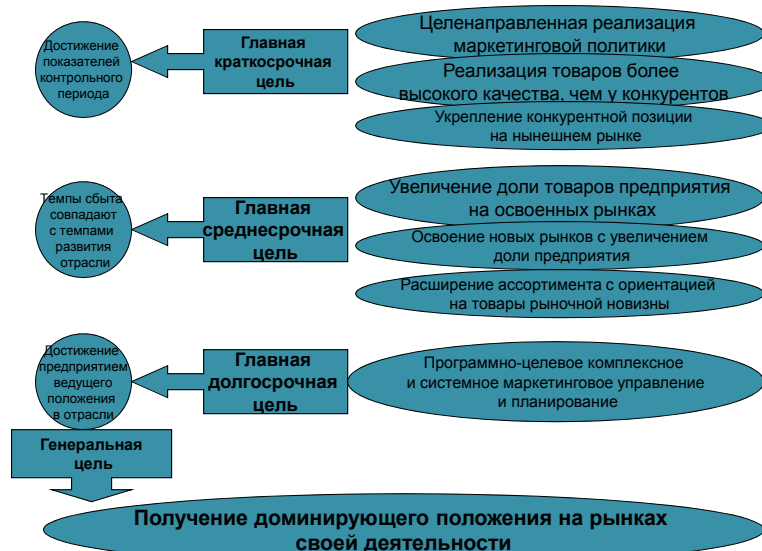 Достижение
показателей
контрольного
периода
Главная
краткосрочная
цель
Целенаправленная реализация
маркетинговой политики
Реализация товаров более
высокого качества, чем у конкурентов
Укрепление конкурентной позиции
на нынешнем рынке
Темпы сбыта
совпадают
с темпами
развития
отрасли
Главная
среднесрочная
цель
Увеличение доли товаров предприятия
на освоенных рынках
Освоение новых рынков с увеличением
доли предприятия
Расширение ассортимента с ориентацией
на товары рыночной новизны
Достижение
предприятием
ведущего
положения
в отрасли
Главная
долгосрочная
цель
Программно-целевое комплексное
и системное маркетинговое управление
и планирование
Генеральная
цель
Получение доминирующего положения на рынках
своей деятельности